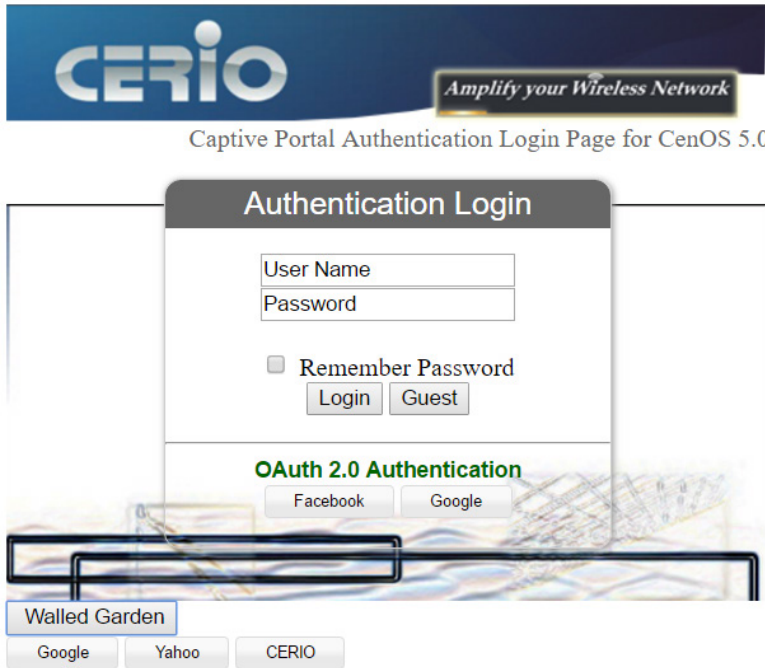 CERIO
Amplify your Wireless Network
Captive Portal Authentication Login Page for CenOS 5.0
Authentication Login
User Name
Password
Remember Password
Login Guest
OAuth 2.0 Authentication
Facebook Google
Walled Garden
Google Yahoo CERIO